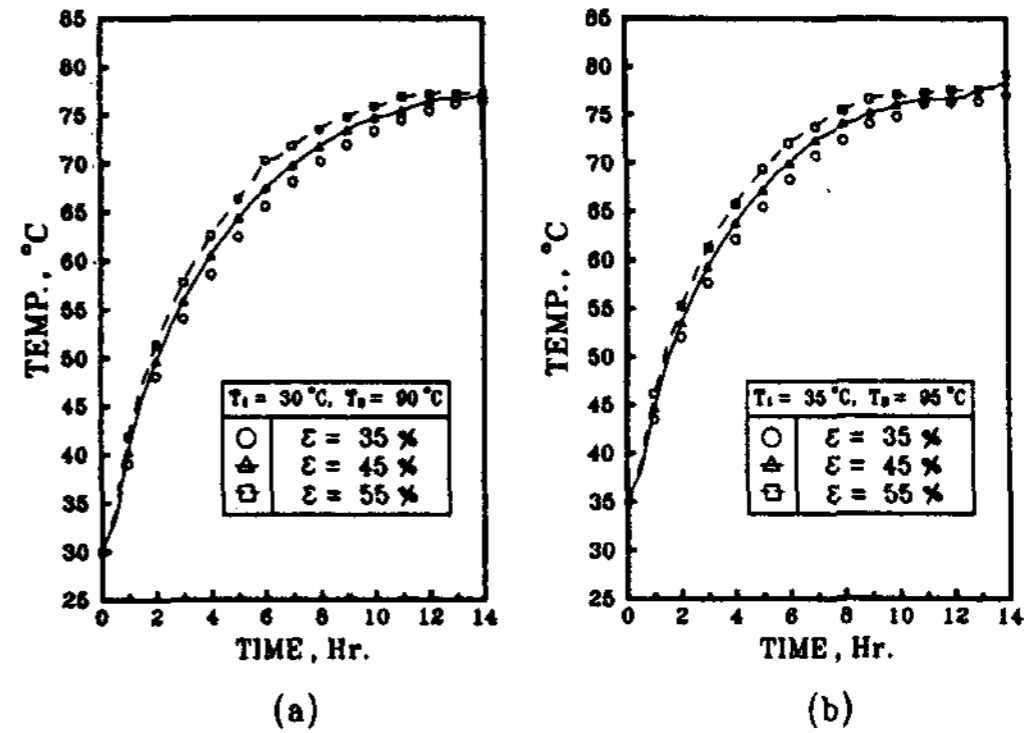 85
80
75
70
65
60
55
50
45
40
35
30
25
TEMP., °C
T₁ = 30 °C, T_B = 90 °C
ε = 35 %
ε = 45 %
ε = 55 %
0 2 4 6 8 10 12 14
TIME, Hr.
(a)
85
80
75
70
65
60
55
50
45
40
35
30
25
TEMP., °C
T₁ = 35 °C, T_B = 95 °C
ε = 35 %
ε = 45 %
ε = 55 %
0 2 4 6 8 10 12 14
TIME, Hr.
(b)